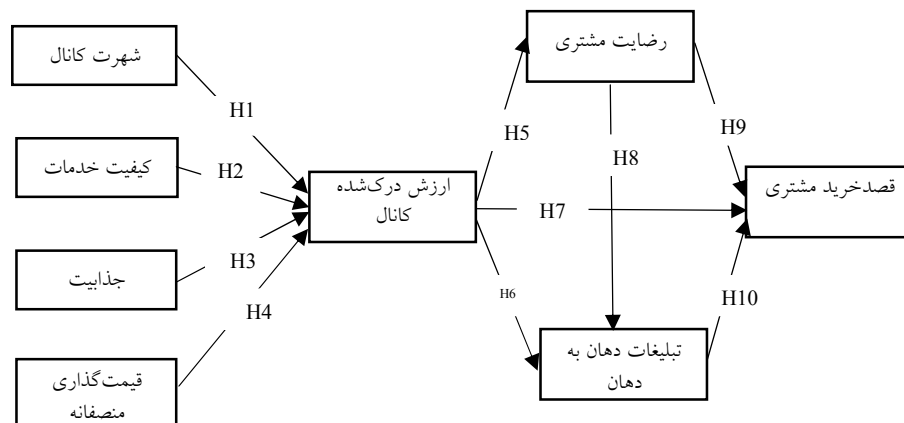 شهرت کانال
کیفیت خدمات
جذابیت
قیمت‌گذاری
منصفانه
H1
H2
H3
H4
ارزش درک‌شده
کانال
H5
H6
H7
رضایت مشتری
H8
H9
تبلیغات دهان به
دهان
H10
قصدخرید مشتری